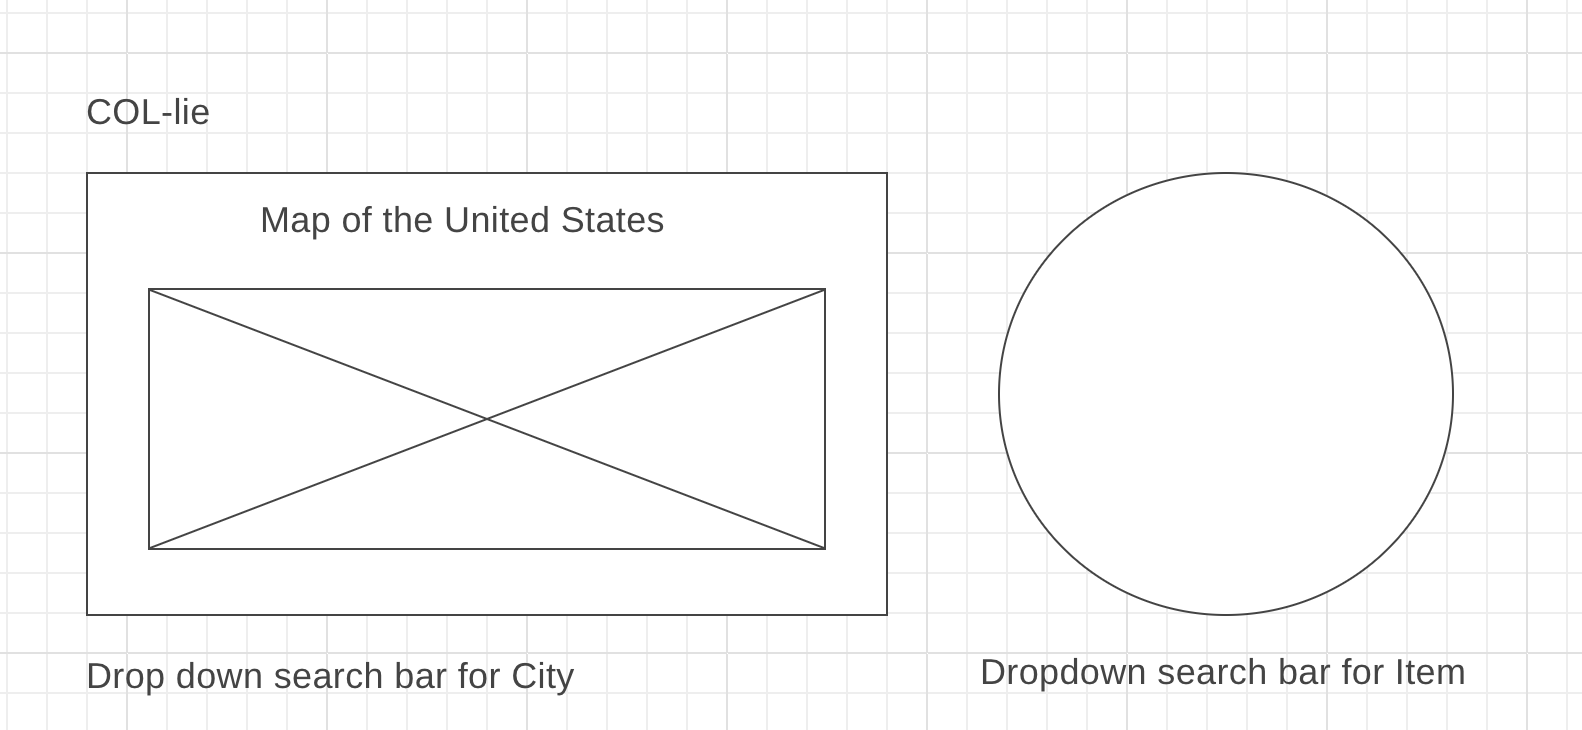 COL-lie
Map of the United States
Drop down search bar for City
Dropdown search bar for Item